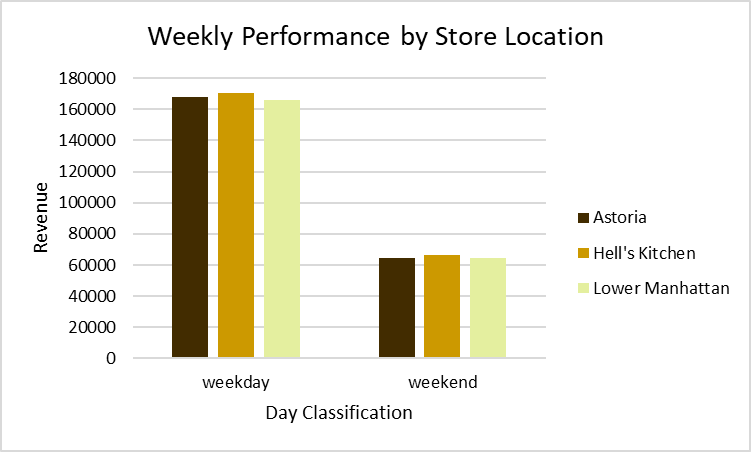 Weekly Performance by Store Location
180000
160000
140000
120000
100000
80000
60000
40000
20000
0
Revenue
weekday
weekend
Day Classification
Astoria
Hell's Kitchen
Lower Manhattan